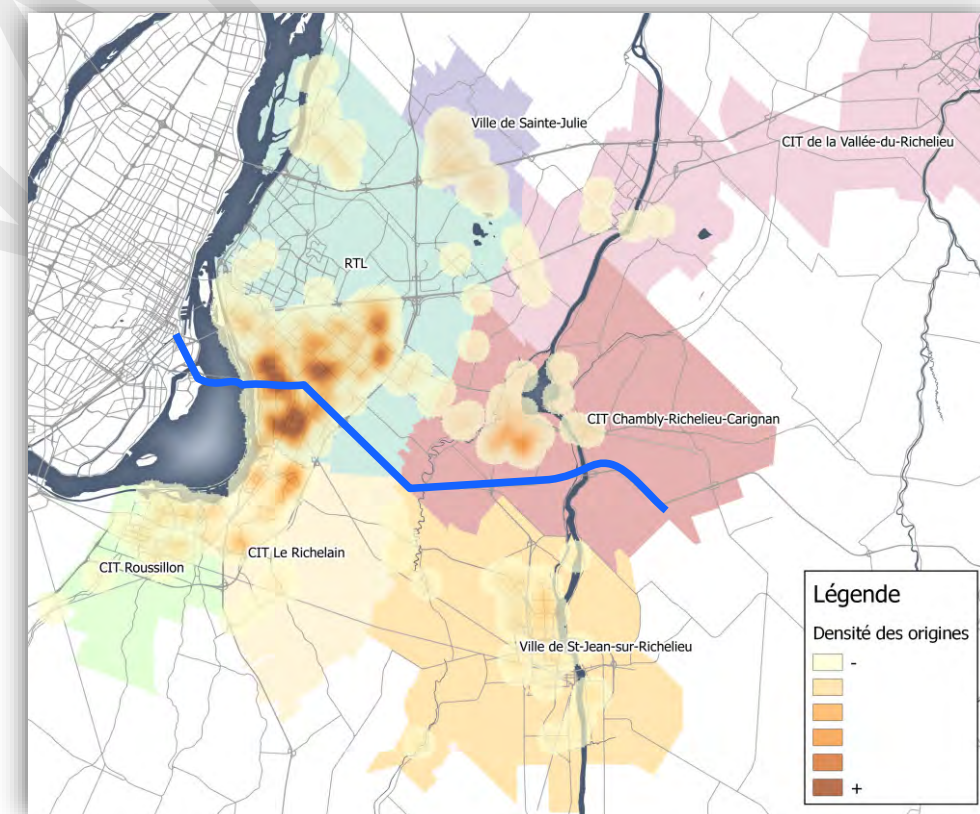 Ville de Sainte-Julie
CIT de la Vallée-du-Richelieu
RTL
CIT Chambly-Richelieu-Carignan
CIT Le Richelain
CIT Roussillon
Ville de St-Jean-sur-Richelieu
Légende
Densité des origines
-
+